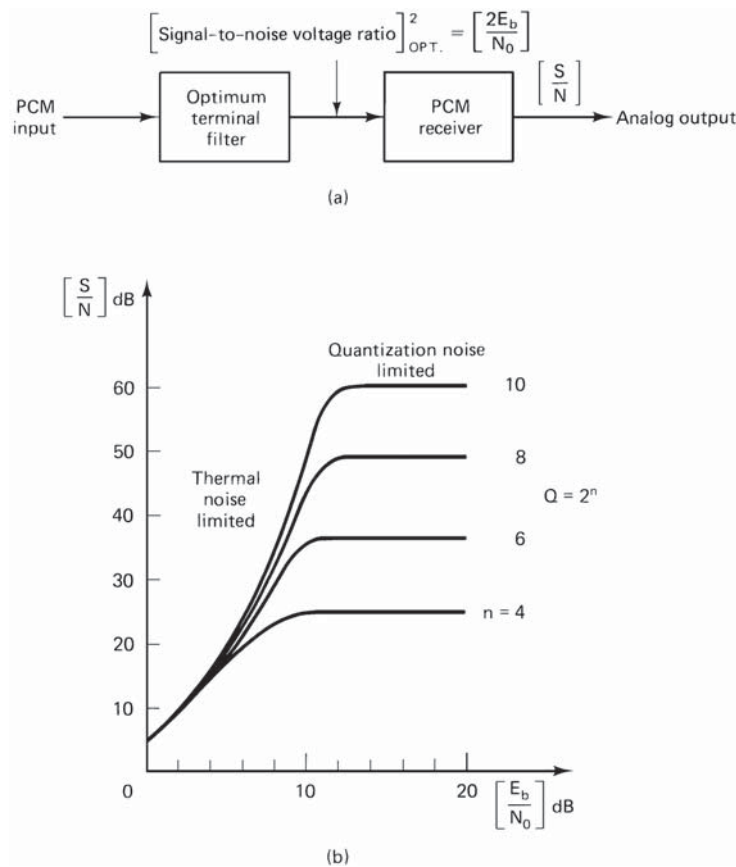 [Signal-to-noise voltage ratio]²OPT. = [2Eb/N0]
PCM input
Optimum terminal filter
PCM receiver
[S/N]
Analog output
(a)
[S/N] dB
Quantization noise limited
Thermal noise limited
60
50
40
30
20
10
0
10
8
Q = 2ⁿ
6
n = 4
10
20
[Eb/N0] dB
(b)